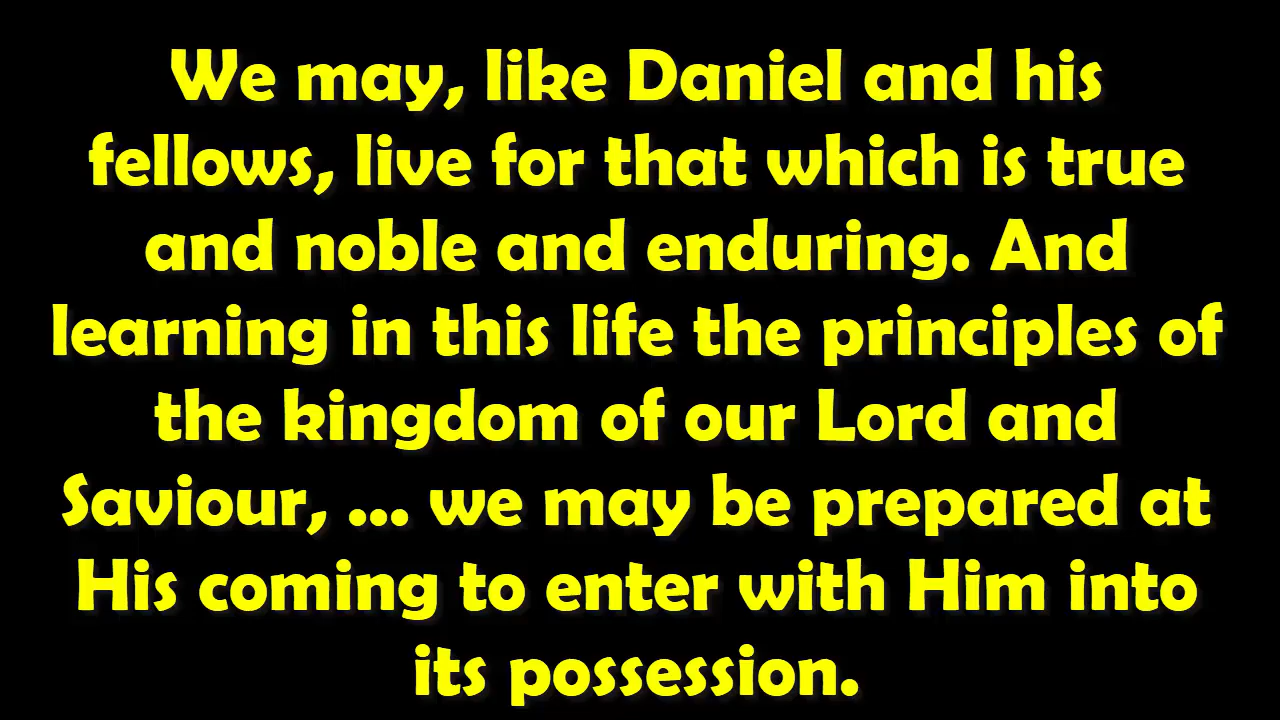 We may, like Daniel and his
fellows, live for that which is true
and noble and enduring. And
learning in this life the principles of
the kingdom of our Lord and
Saviour, ... we may be prepared at
His coming to enter with Him into
its possession.